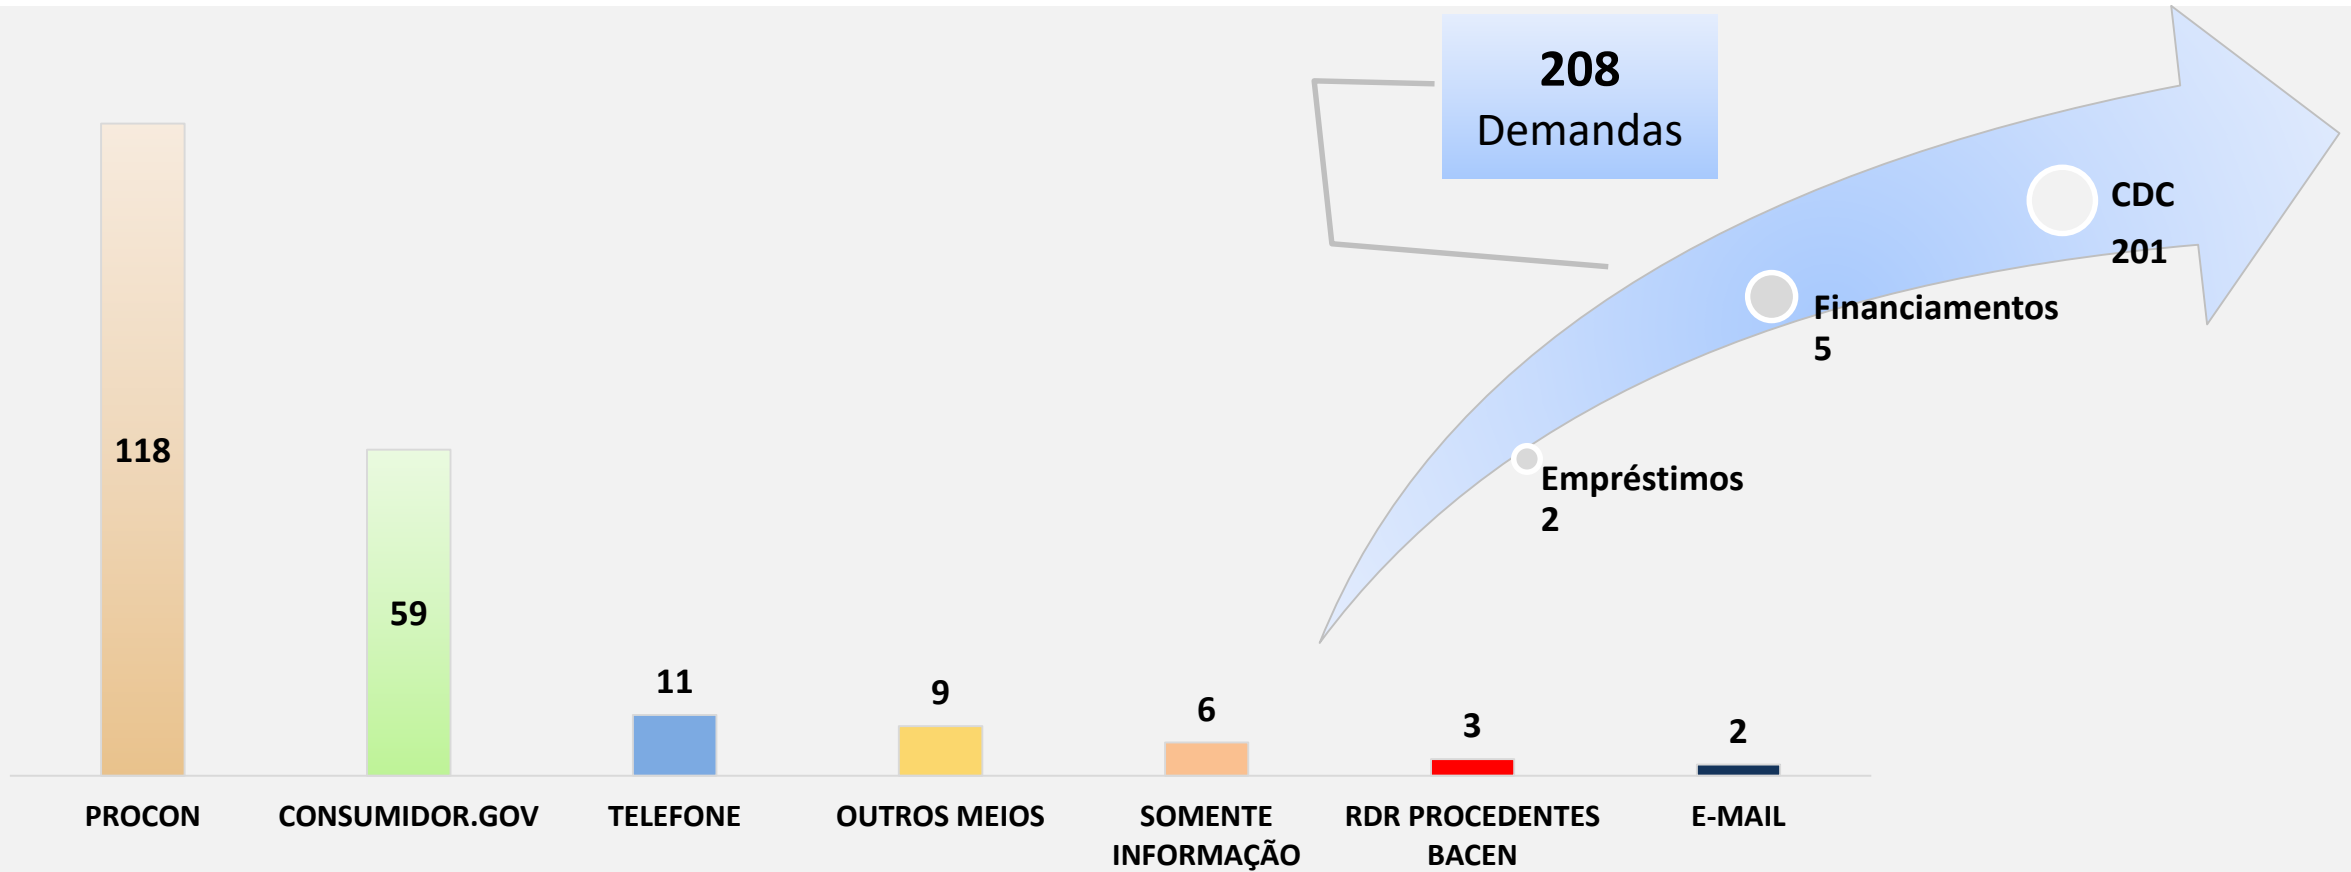 208
Demandas
CDC
201
Financiamentos
5
Empréstimos
2
118
59
11
9
6
3
2
PROCON
CONSUMIDOR.GOV
TELEFONE
OUTROS MEIOS
SOMENTE
INFORMAÇÃO
RDR PROCEDENTES
BACEN
E-MAIL